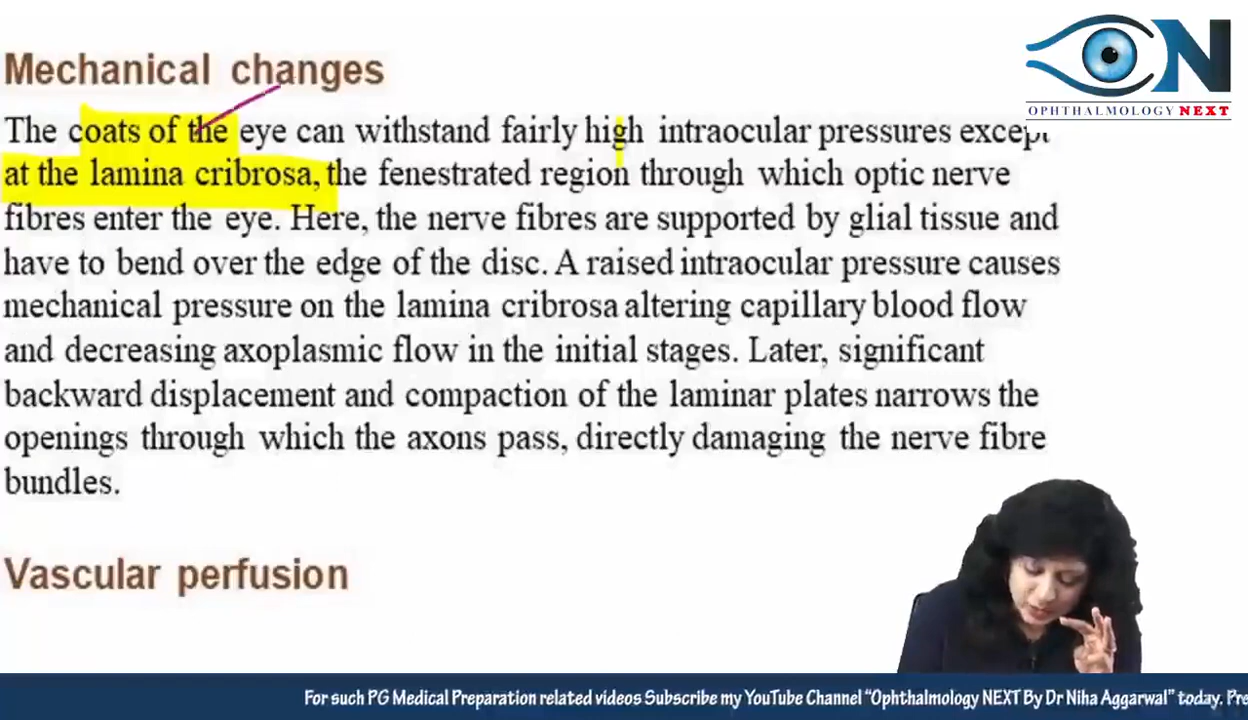 Mechanical changes
The coats of the eye can withstand fairly high intraocular pressures except
at the lamina cribrosa, the fenestrated region through which optic nerve
fibres enter the eye. Here, the nerve fibres are supported by glial tissue and
have to bend over the edge of the disc. A raised intraocular pressure causes
mechanical pressure on the lamina cribrosa altering capillary blood flow
and decreasing axoplasmic flow in the initial stages. Later, significant
backward displacement and compaction of the laminar plates narrows the
openings through which the axons pass, directly damaging the nerve fibre
bundles.
Vascular perfusion
N
OPHTHALMOLOGY NEXT
For such PG Medical Preparation related videos Subscribe my YouTube Channel “Ophthalmology NEXT By Dr Niha Aggarwal” today. Pre